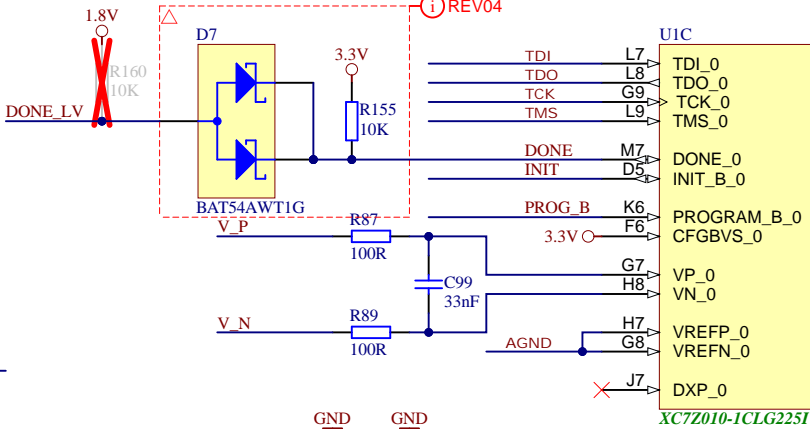 REV04
1.8V
D7
3.3V
U1C
R160
10K
DONE_LV
R155
10K
BAT54AWT1G
TDI L7 TDI_0
TDO L8 TDO_0
TCK G9 TCK_0
TMS L9 TMS_0
DONE M7 DONE_0
INIT D5 INIT_B_0
PROG_B K6 PROGRAM_B_0
3.3V F6 CFGBVS_0
V_P
R87
100R
G7 VP_0
C99
33nF
H8 VN_0
V_N
R89
100R
H7 VREFP_0
AGND G8 VREFN_0
J7 DXP_0
GND GND
XC7Z010-1CLG225I